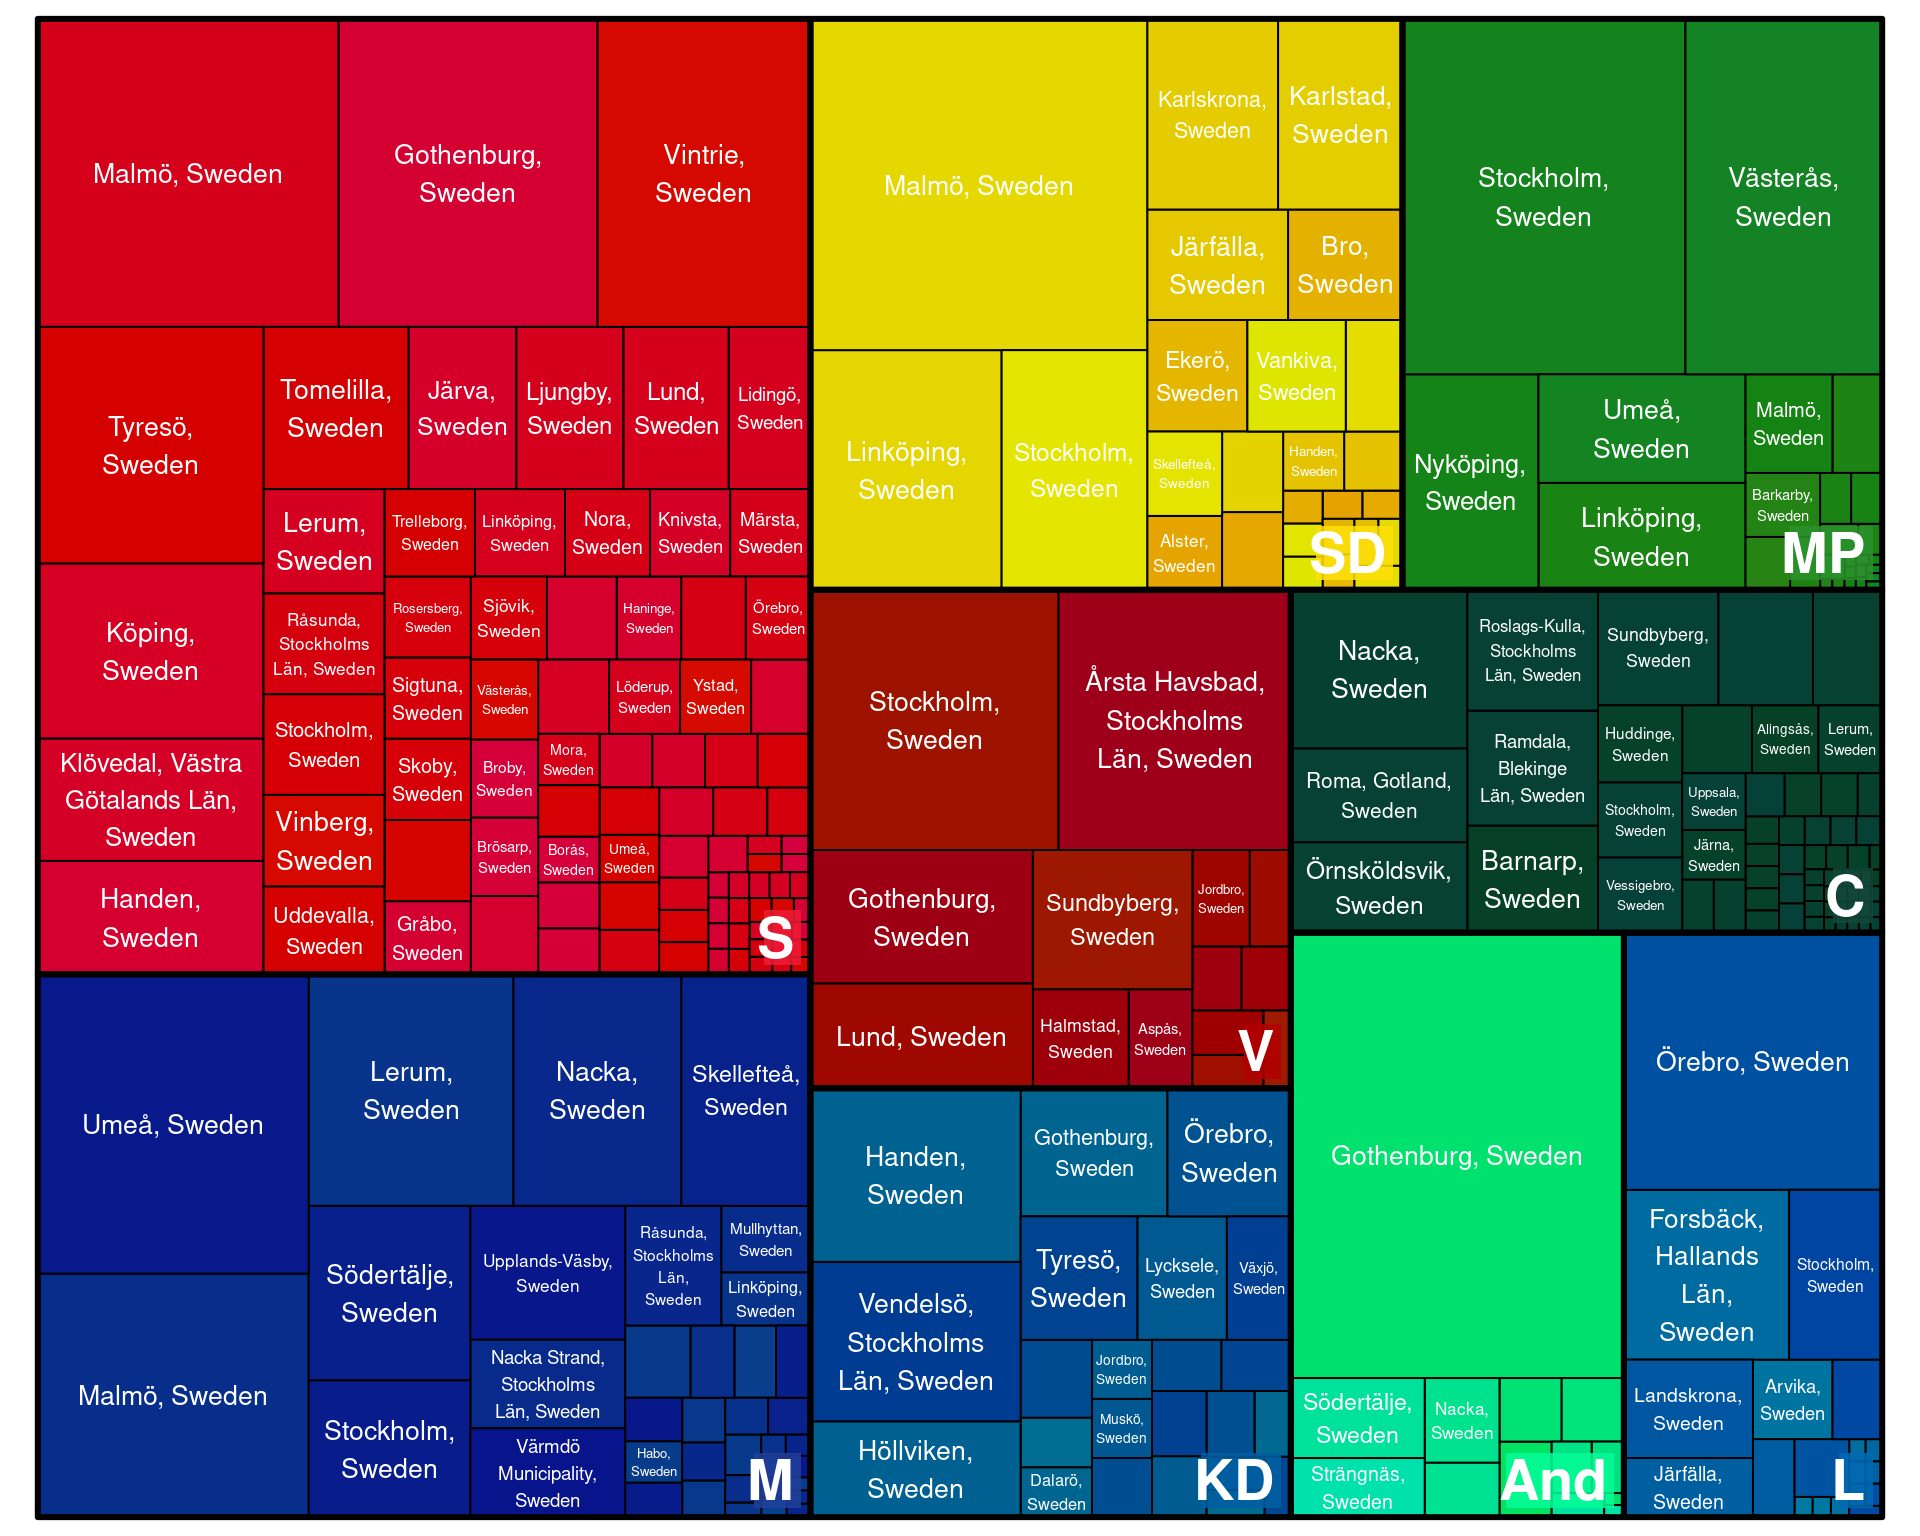 Malmö, Sweden
Gothenburg,
Sweden
Vintrie,
Sweden
Tyresö,
Sweden
Tomelilla,
Sweden
Järva,
Sweden
Ljungby,
Sweden
Lund,
Sweden
Lidingö,
Sweden
Köping,
Sweden
Klövedal, Västra
Götalands Län,
Sweden
Handen,
Sweden
Lerum,
Sweden
Råsunda,
Stockholms
Län, Sweden
Stockholm,
Sweden
Vinberg,
Sweden
Uddevalla,
Sweden
Trelleborg,
Sweden
Linköping,
Sweden
Nora,
Sweden
Knivsta,
Sweden
Märsta,
Sweden
Rosersberg,
Sweden
Sigtuna,
Sweden
Skoby,
Sweden
Gråbo,
Sweden
Sjövik,
Sweden
Haninge,
Sweden
Örebro,
Sweden
Västerås,
Sweden
Löderup,
Sweden
Ystad,
Sweden
Broby,
Sweden
Brösarp,
Sweden
Mora,
Sweden
Borås,
Sweden
Umeå,
Sweden
S
Umeå, Sweden
Malmö, Sweden
Lerum,
Sweden
Nacka,
Sweden
Skellefteå,
Sweden
Södertälje,
Sweden
Stockholm,
Sweden
Upplands-Väsby,
Sweden
Nacka Strand,
Stockholms
Län, Sweden
Värmdö
Municipality,
Sweden
Råsunda,
Stockholms
Län,
Sweden
Mullhyttan,
Sweden
Linköping,
Sweden
Habo,
Sweden
M
Malmö, Sweden
Linköping,
Sweden
Stockholm,
Sweden
Karlskrona,
Sweden
Karlstad,
Sweden
Järfälla,
Sweden
Bro,
Sweden
Ekerö,
Sweden
Vankiva,
Sweden
Skellefteå,
Sweden
Alster,
Sweden
Handen,
Sweden
SD
Stockholm,
Sweden
Västerås,
Sweden
Nyköping,
Sweden
Umeå,
Sweden
Linköping,
Sweden
Malmö,
Sweden
Barkarby,
Sweden
MP
Stockholm,
Sweden
Årsta Havsbad,
Stockholms
Län, Sweden
Gothenburg,
Sweden
Lund, Sweden
Sundbyberg,
Sweden
Halmstad,
Sweden
Aspås,
Sweden
Jordbro,
Sweden
V
Nacka,
Sweden
Roma, Gotland,
Sweden
Örnsköldsvik,
Sweden
Roslags-Kulla,
Stockholms
Län, Sweden
Ramdala,
Blekinge
Län, Sweden
Barnarp,
Sweden
Sundbyberg,
Sweden
Huddinge,
Sweden
Stockholm,
Sweden
Vessigebro,
Sweden
Alingsås,
Sweden
Lerum,
Sweden
Uppsala,
Sweden
Järna,
Sweden
C
Handen,
Sweden
Vendelsö,
Stockholms
Län, Sweden
Höllviken,
Sweden
Gothenburg,
Sweden
Örebro,
Sweden
Tyresö,
Sweden
Lycksele,
Sweden
Växjö,
Sweden
Jordbro,
Sweden
Muskö,
Sweden
Dalarö,
Sweden
KD
Gothenburg, Sweden
Södertälje,
Sweden
Strängnäs,
Sweden
Nacka,
Sweden
And
Örebro, Sweden
Forsbäck,
Hallands
Län,
Sweden
Stockholm,
Sweden
Landskrona,
Sweden
Arvika,
Sweden
Järfälla,
Sweden
L